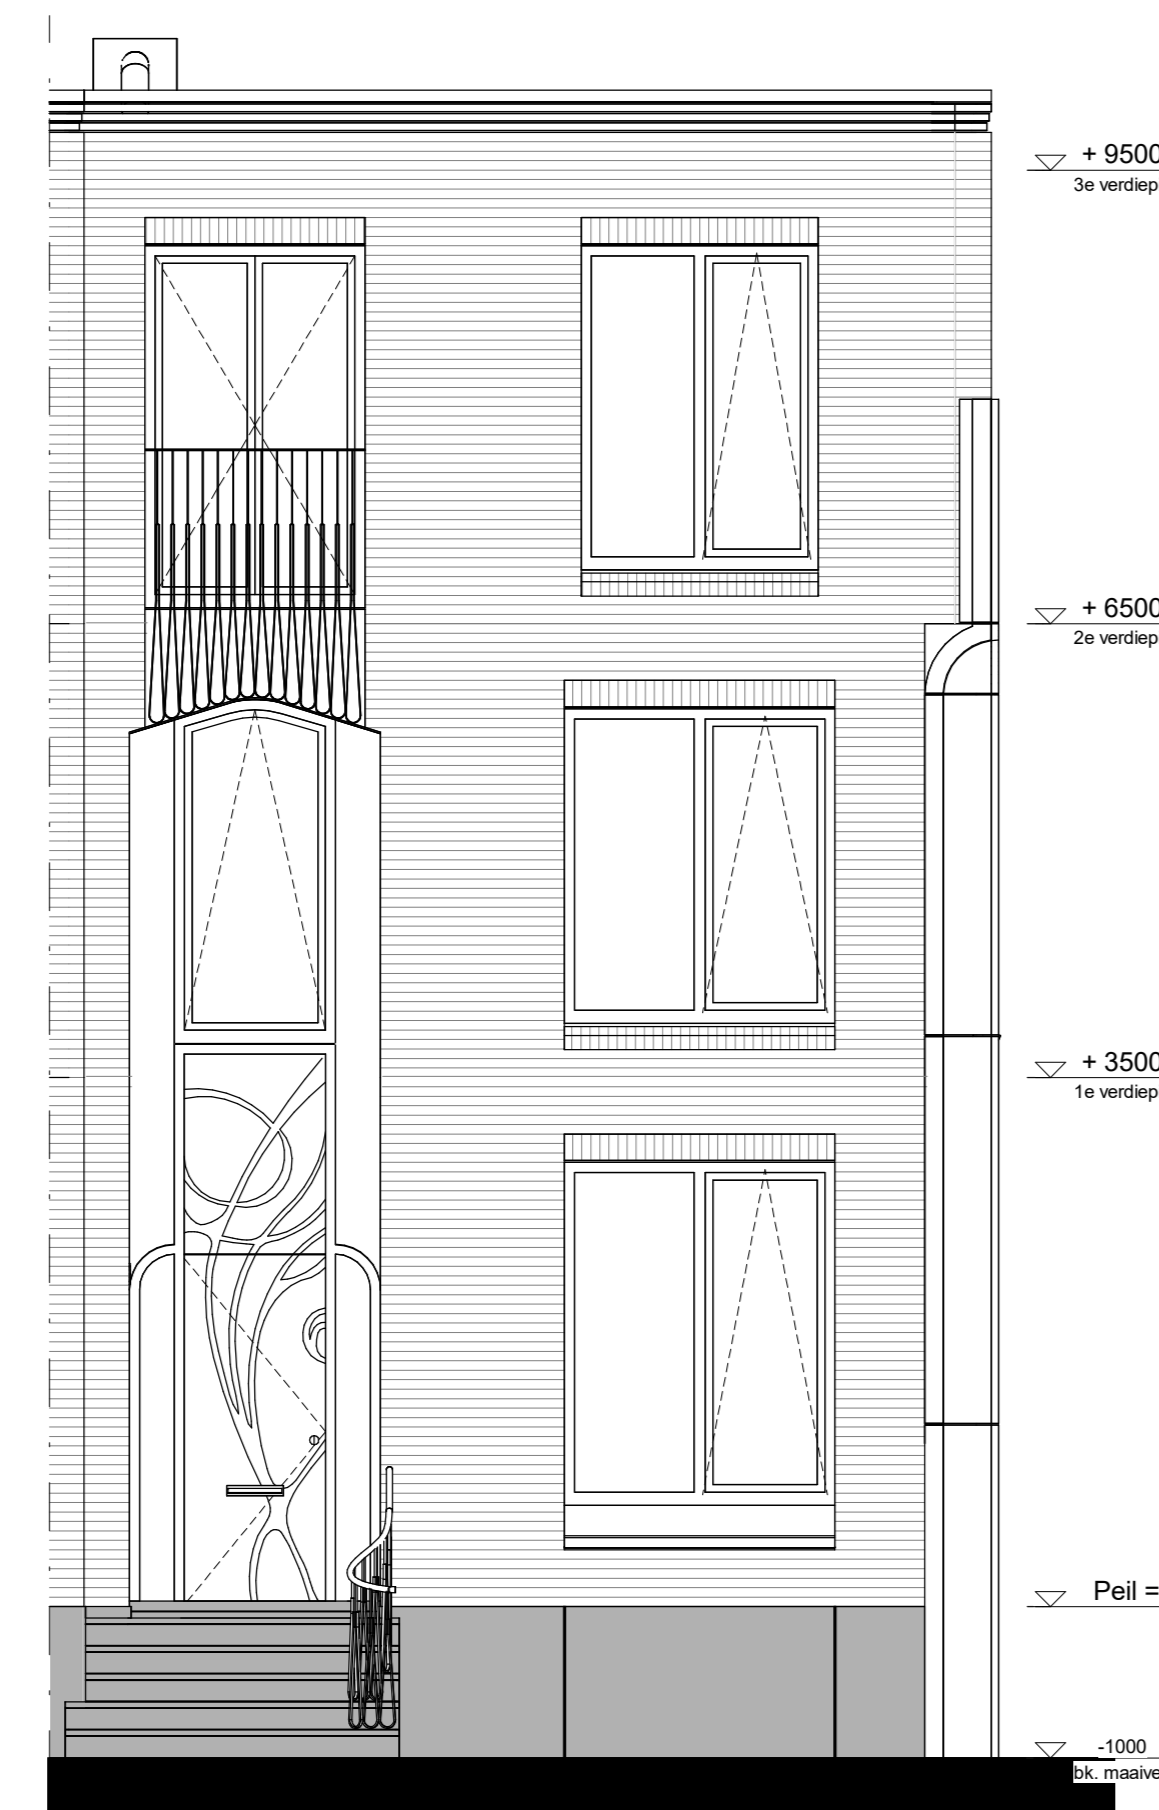 + 9500
3e verdiep
+ 6500
2e verdiep
+ 3500
1e verdiep
Peil =
-1000
bk. maaive